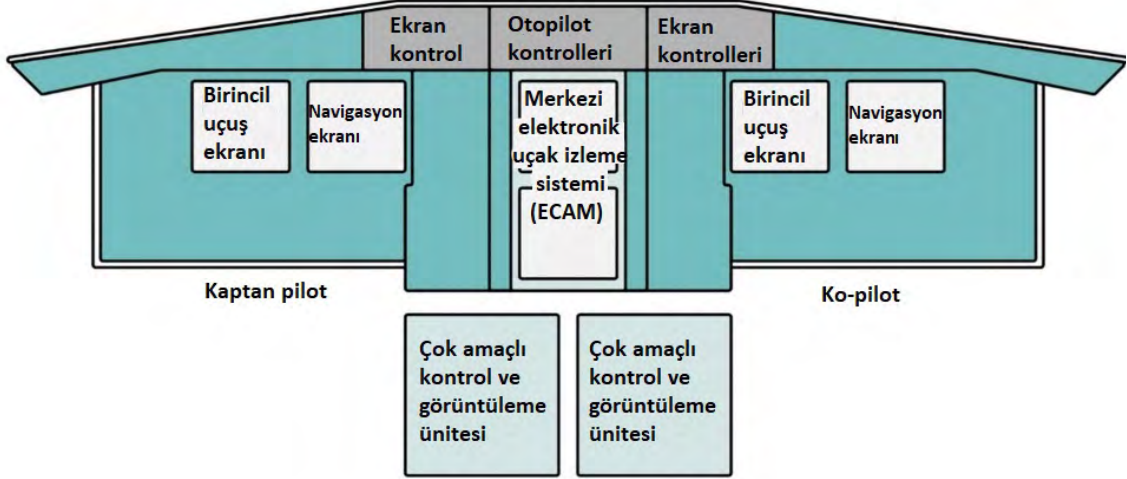 Ekran
kontrol
Otopilot
kontrolleri
Ekran
kontrolleri
Birincil
uçuş
ekranı
Navigasyon
ekranı
Merkezi
elektronik
uçak izleme
sistemi
(ECAM)
Birincil
uçuş
ekranı
Navigasyon
ekranı
Kaptan pilot
Ko-pilot
Çok amaçlı
kontrol ve
görüntüleme
ünitesi
Çok amaçlı
kontrol ve
görüntüleme
ünitesi